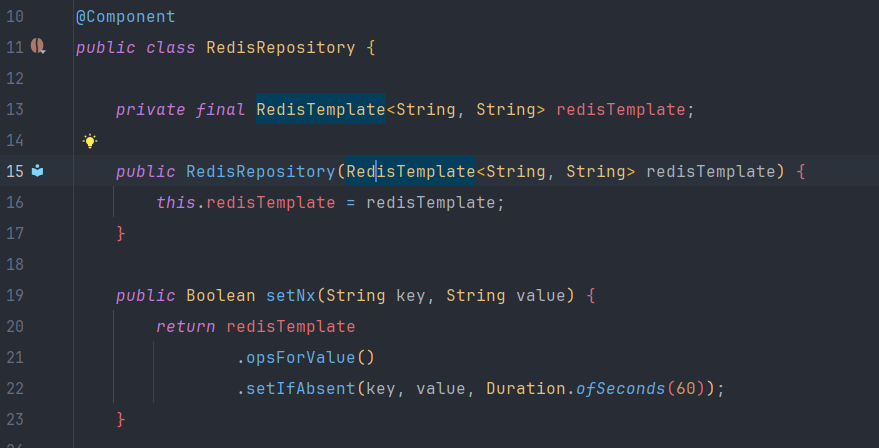 10 @Component
11 public class RedisRepository {
12
13 private final RedisTemplate<String, String> redisTemplate;
14
15 public RedisRepository(RedisTemplate<String, String> redisTemplate) {
16 this.redisTemplate = redisTemplate;
17 }
18
19 public Boolean setNx(String key, String value) {
20 return redisTemplate
21 .opsForValue()
22 .setIfAbsent(key, value, Duration.ofSeconds(60));
23 }